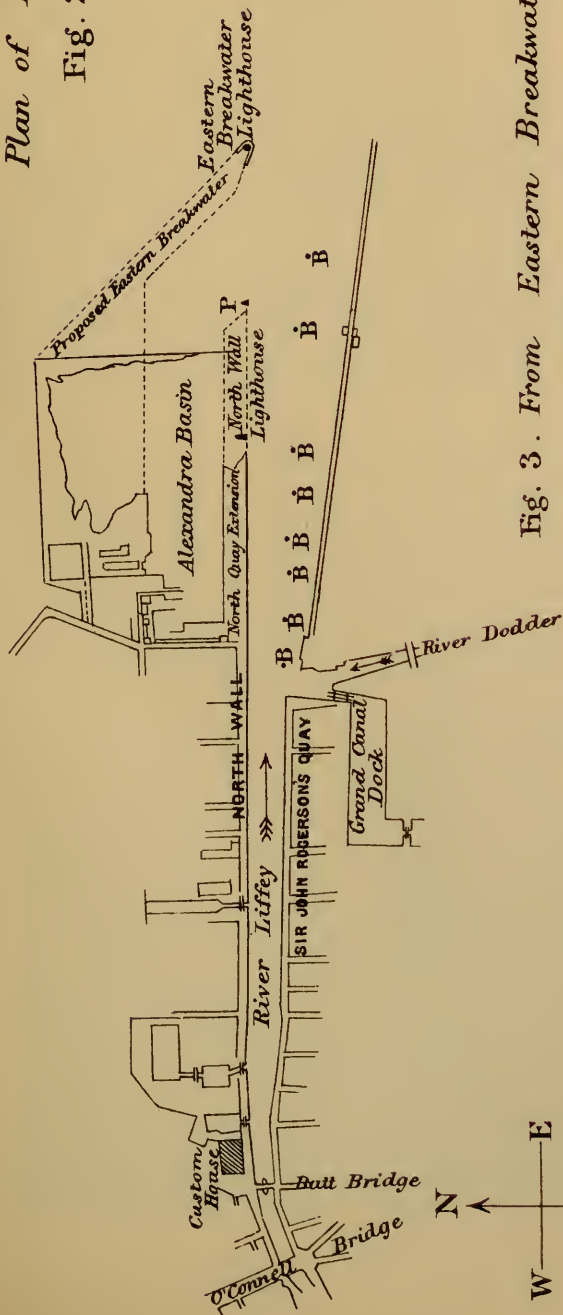 Plan of
Fig. 2
Eastern
Breakwater
Lighthouse
Proposed Eastern Breakwater
P
North Wall
Lighthouse
Alexandra Basin
North Quay Extension
B
B
B
B
B
B
B
B
NORTH WALL
River Liffey
SIR JOHN ROGERSON'S QUAY
Grand Canal
Dock
River Dodder
Custom
House
Butt Bridge
O'Connell
Bridge
N
W
E
Fig. 3. From Eastern